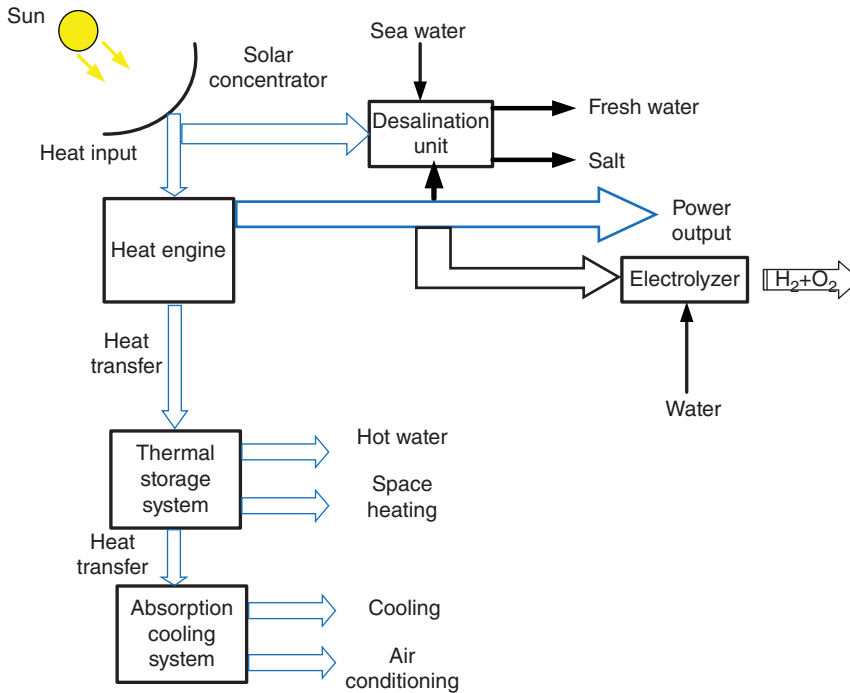 Sun
Solar
concentrator
Sea water
Heat input
Desalination
unit
Fresh water
Salt
Heat engine
Power
output
Electrolyzer
H₂+O₂
Water
Heat
transfer
Thermal
storage
system
Hot water
Space
heating
Heat
transfer
Absorption
cooling
system
Cooling
Air
conditioning